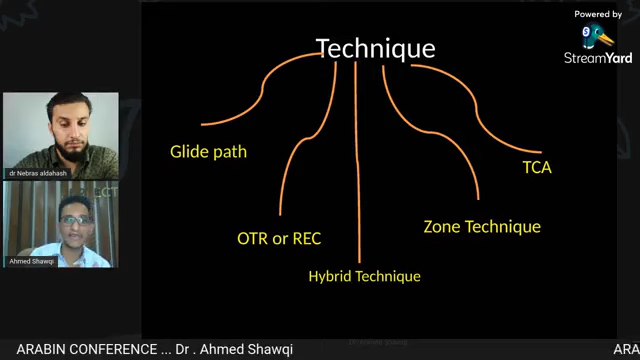 Powered by
StreamYard
Technique
Glide path
TCA
Zone Technique
OTR or REC
Hybrid Technique
dr Nebras aldahash
Ahmed Shawqi
ARABIN CONFERENCE ... Dr . Ahmed Shawqi
ARA